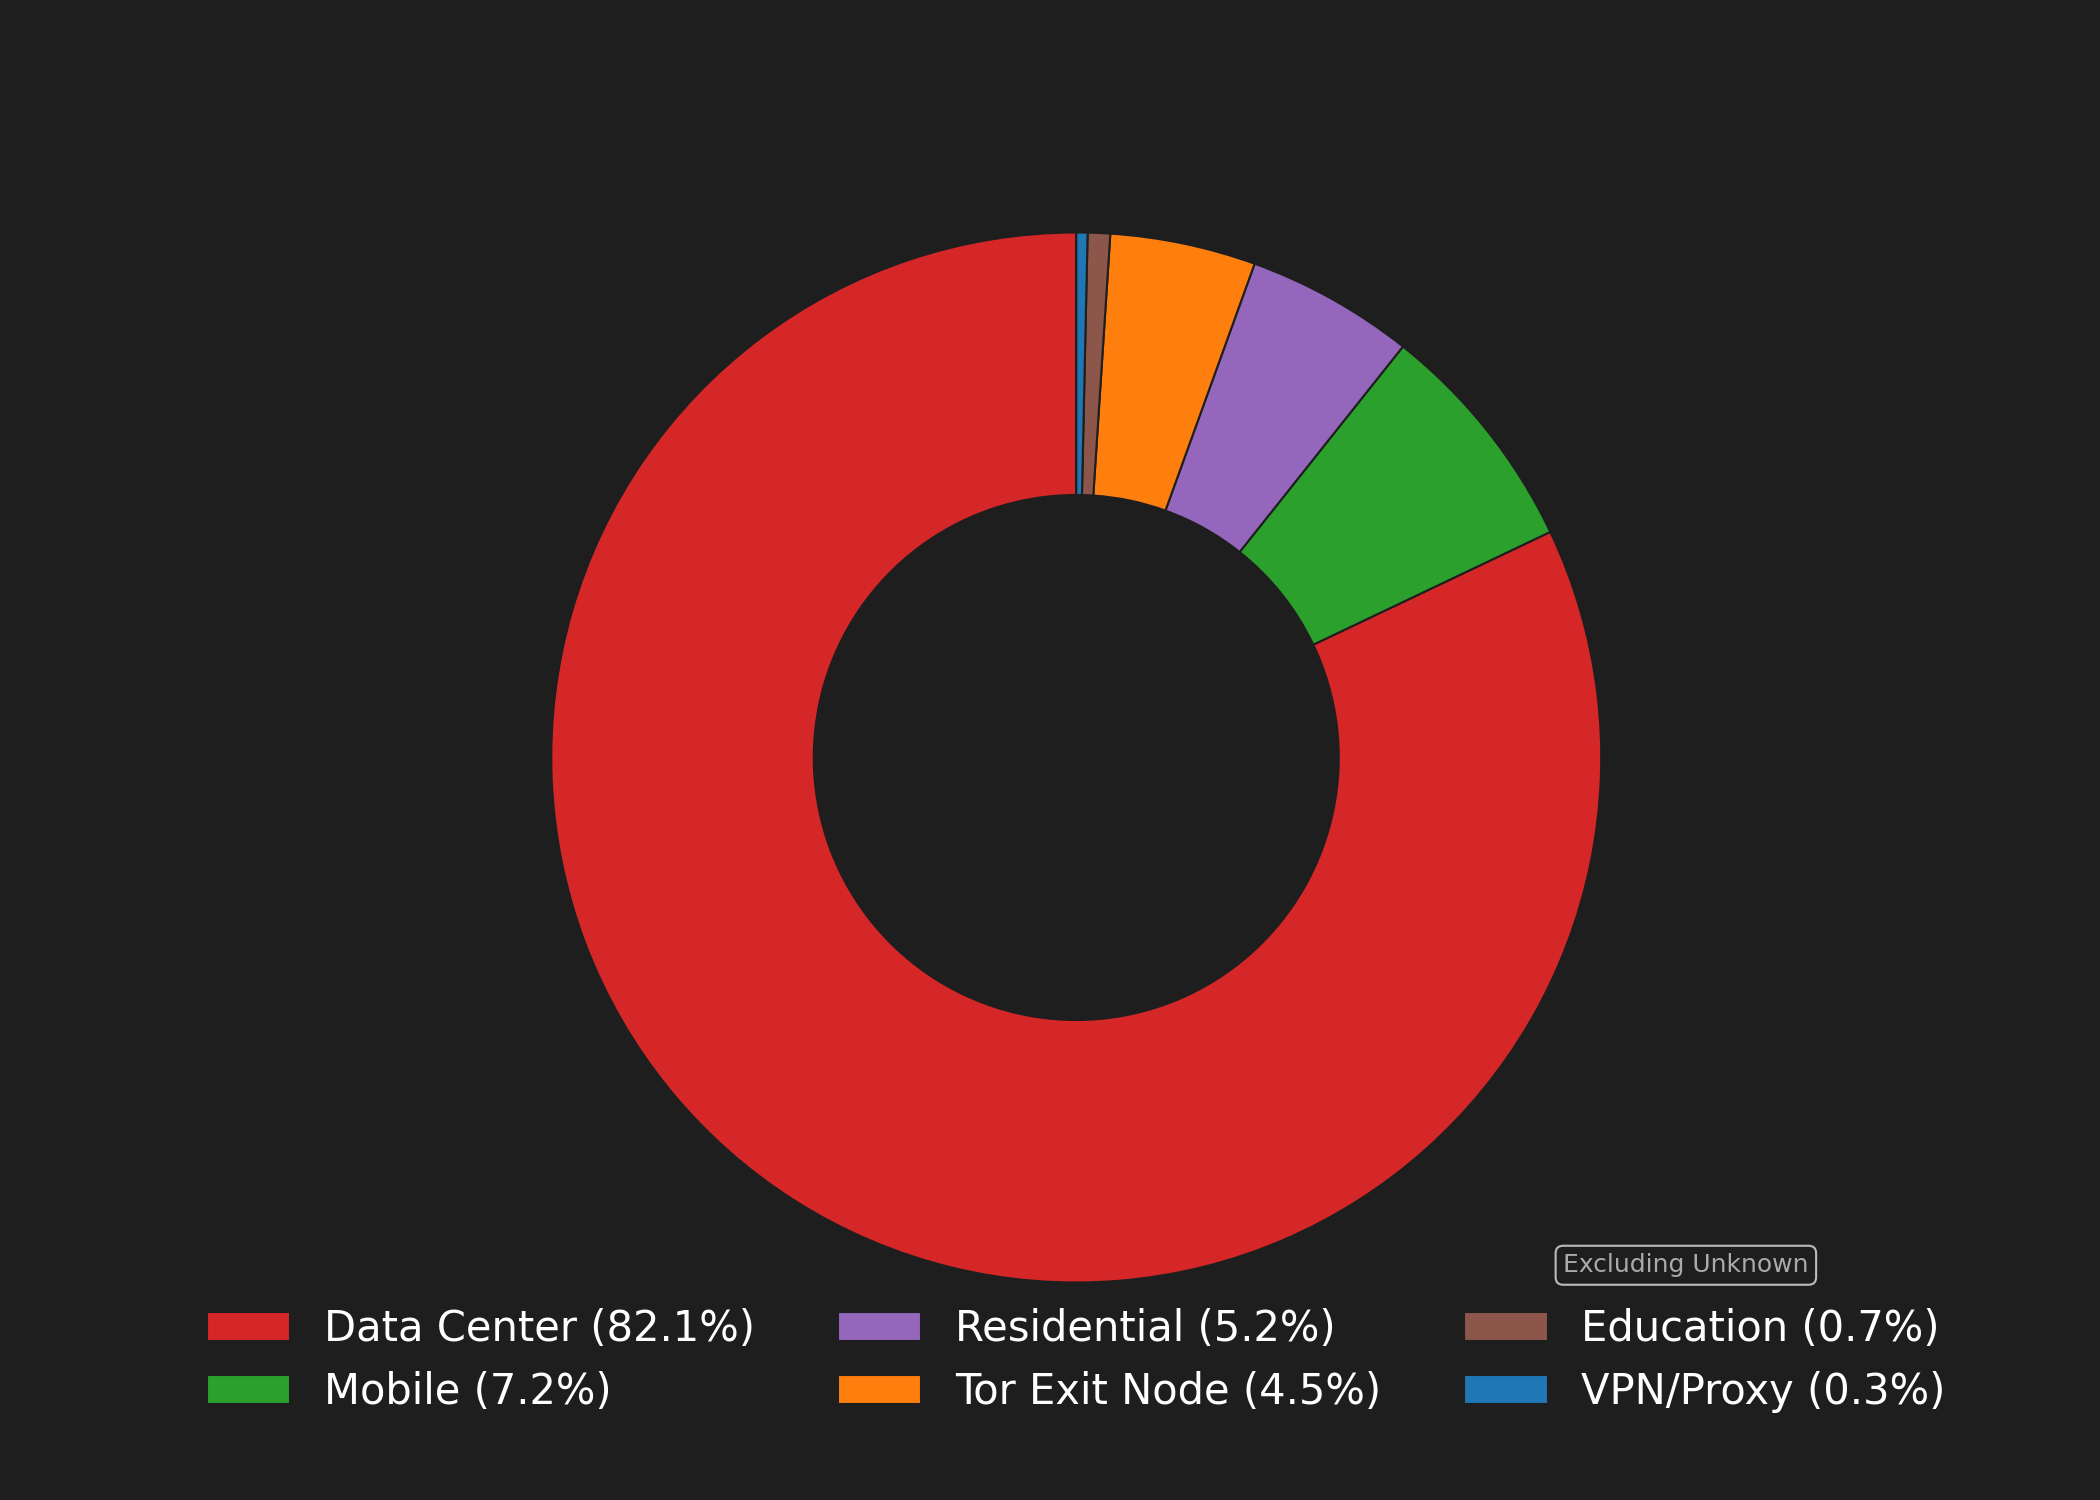 Excluding Unknown
Data Center (82.1%)
Mobile (7.2%)
Residential (5.2%)
Tor Exit Node (4.5%)
Education (0.7%)
VPN/Proxy (0.3%)